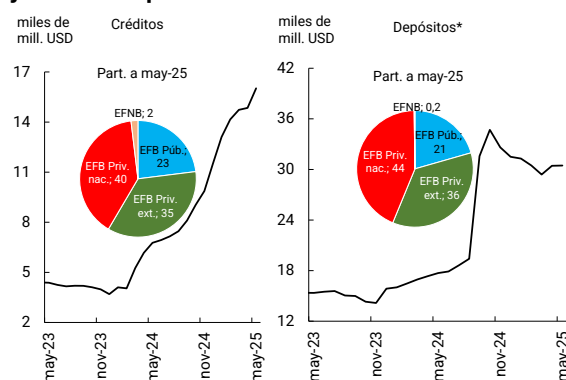 miles de
mill. USD
Créditos
17
14
11
8
5
2
Part. a may-25
EFNB; 2
EFB Púb.;
23
EFB Priv.
nac.; 40
EFB Priv.
ext.; 35
may-23
nov-23
may-24
nov-24
may-25
miles de
mill. USD
Depósitos*
42
36
30
24
18
12
Part. a may-25
EFNB; 0,2
EFB Púb.;
21
EFB Priv.
nac.; 44
EFB Priv.
ext.; 36
may-23
nov-23
may-24
nov-24
may-25